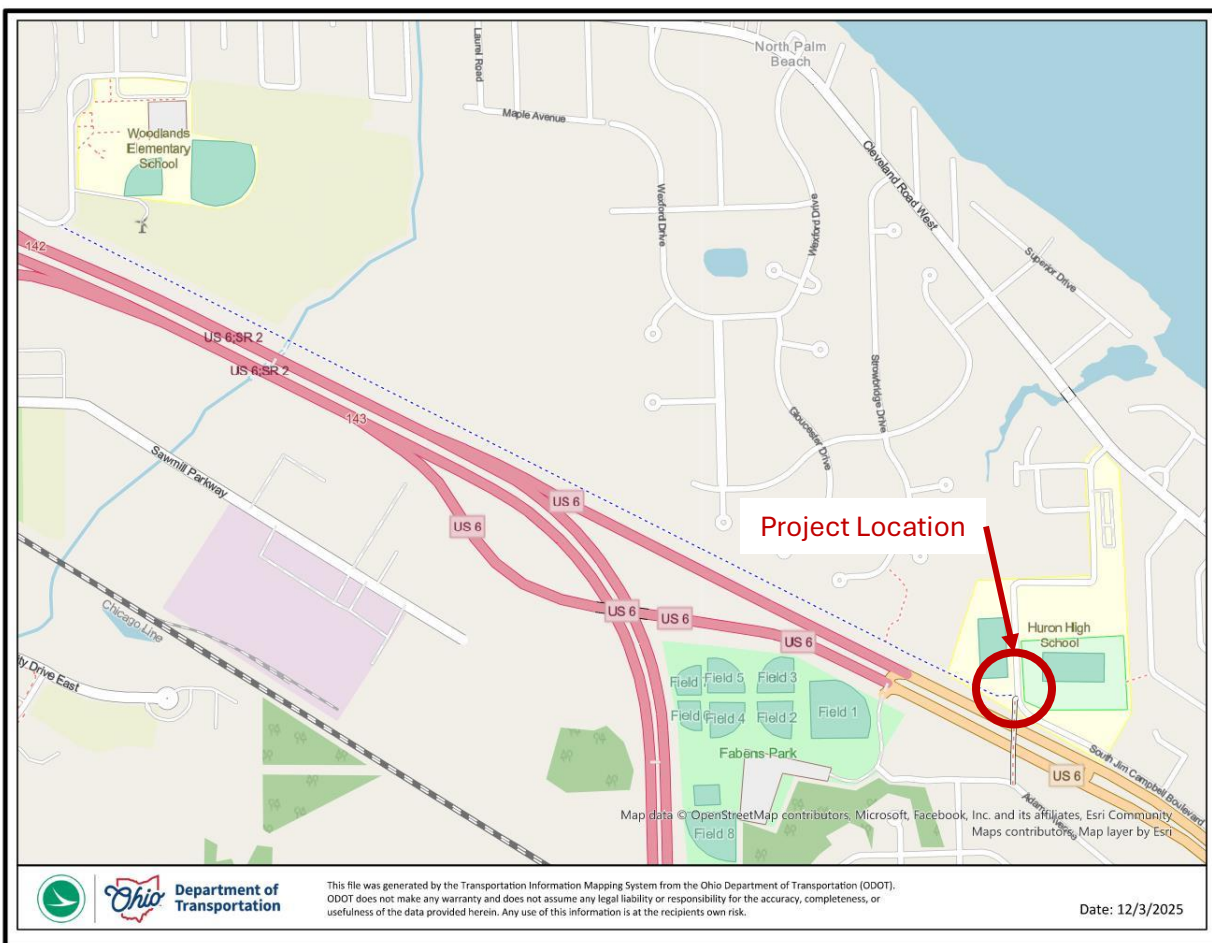 North Palm
Beach
Laurel Road
Maple Avenue
Woodlands
Elementary
School
Cleveland Road West
Wexford Drive
Wexford Drive
Superior Drive
142
US 6;SR 2
US 6;SR 2
143
Strowbridge Drive
Gloucester Drive
Sawmill Parkway
US 6
US 6
Project Location
Chicago Line
US 6
US 6
US 6
Huron High
School
ty Drive East
Field
Field 5
Field 3
Field 6
Field 4
Field 2
Field 1
Fabens Park
South Jim Campbell Boulevard
US 6
Field 8
Map data © OpenStreetMap contributors, Microsoft, Facebook, Inc. and its affiliates, Esri Community
Maps contributors, Map layer by Esri
Ohio
Department of
Transportation
This file was generated by the Transportation Information Mapping System from the Ohio Department of Transportation (ODOT).
ODOT does not make any warranty and does not assume any legal liability or responsibility for the accuracy, completeness, or
usefulness of the data provided herein. Any use of this information is at the recipients own risk.
Date: 12/3/2025